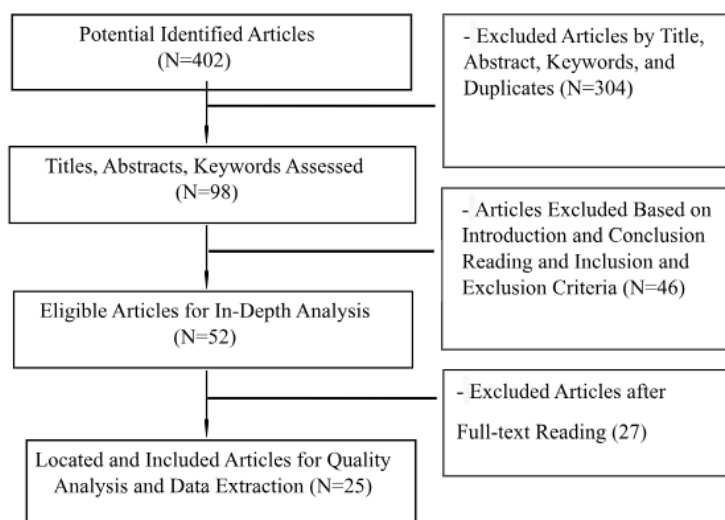 Potential Identified Articles
(N=402)
- Excluded Articles by Title,
Abstract, Keywords, and
Duplicates (N=304)
Titles, Abstracts, Keywords Assessed
(N=98)
- Articles Excluded Based on
Introduction and Conclusion
Reading and Inclusion and
Exclusion Criteria (N=46)
Eligible Articles for In-Depth Analysis
(N=52)
- Excluded Articles after
Full-text Reading (27)
Located and Included Articles for Quality
Analysis and Data Extraction (N=25)